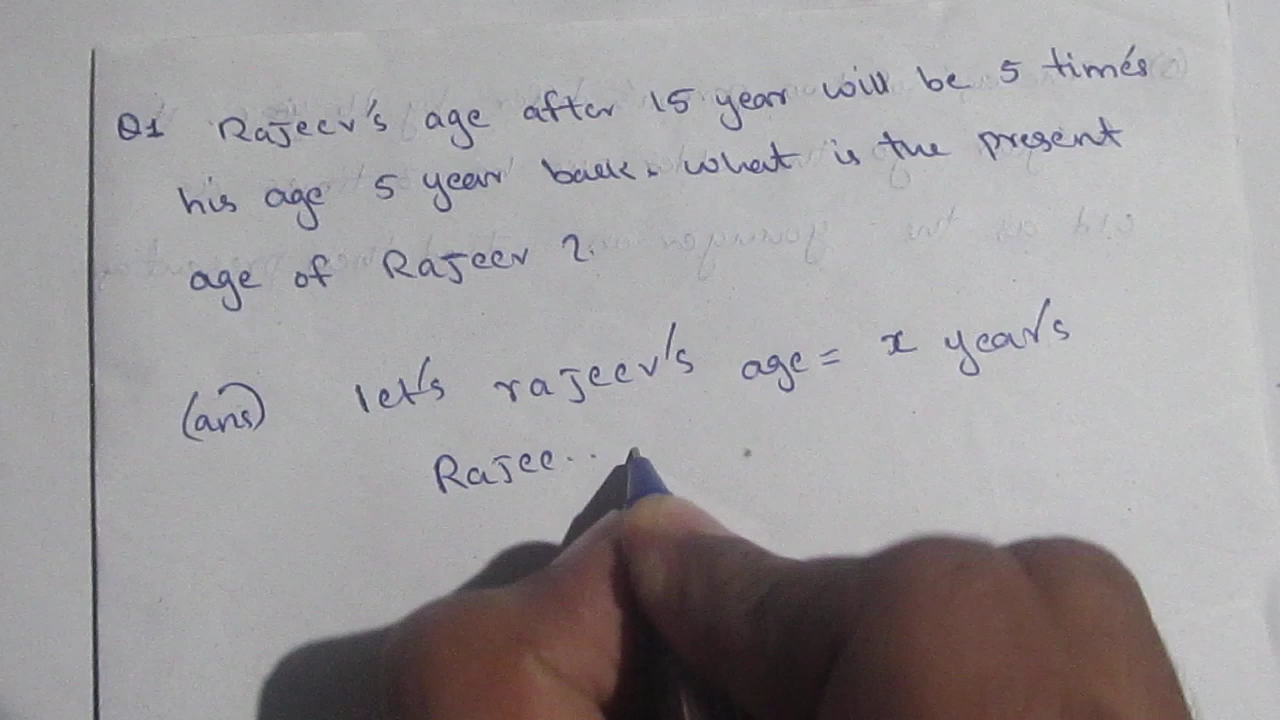 Q1 Rajeev's age after 15 year will be 5 times
his age 5 year back. what is the present
age of Rajeev ?.
(ans) let's rajeev's age = x year's
Rajee..